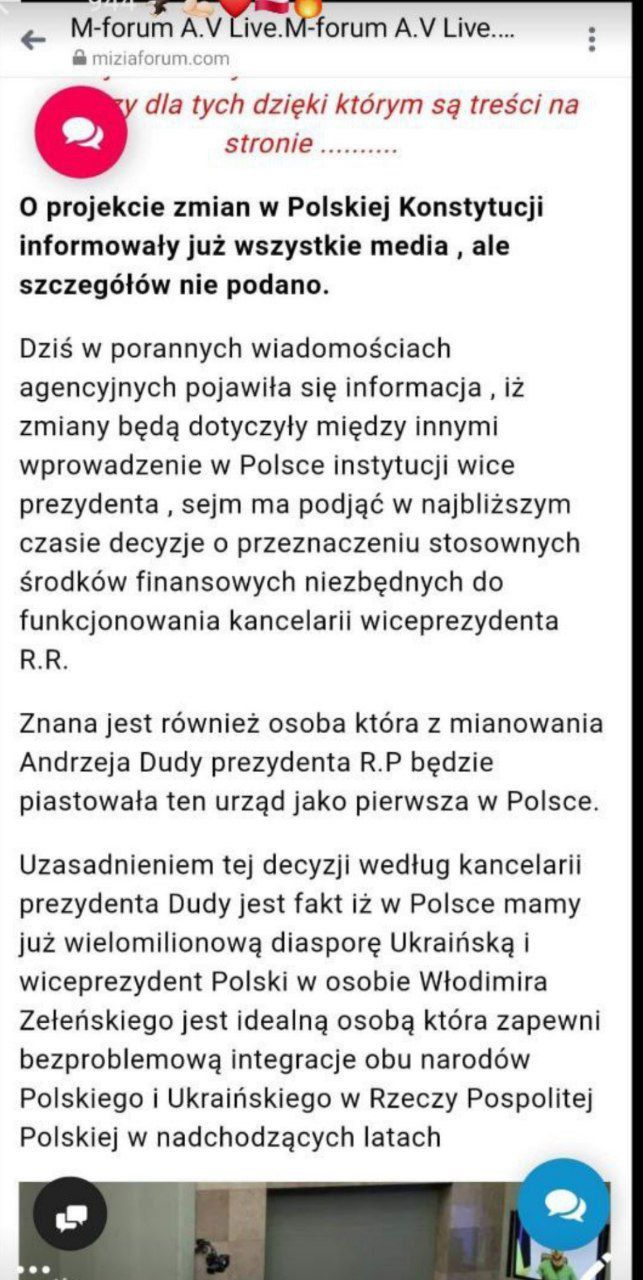 M-forum A.V Live.M-forum A.V Live....
miziaforum.com
dla tych dzięki którym są treści na
stronie ..........
O projekcie zmian w Polskiej Konstytucji
informowały już wszystkie media , ale
szczegółów nie podano.
Dziś w porannych wiadomościach
agencyjnych pojawiła się informacja , iż
zmiany będą dotyczyły między innymi
wprowadzenie w Polsce instytucji wice
prezydenta , sejm ma podjąć w najbliższym
czasie decyzje o przeznaczeniu stosownych
środków finansowych niezbędnych do
funkcjonowania kancelarii wiceprezydenta
R.R.
Znana jest również osoba która z mianowania
Andrzeja Dudy prezydenta R.P będzie
piastowała ten urząd jako pierwsza w Polsce.
Uzasadnieniem tej decyzji według kancelarii
prezydenta Dudy jest fakt iż w Polsce mamy
już wielomilionową diasporę Ukraińską i
wiceprezydent Polski w osobie Włodimira
Zełeńskiego jest idealną osobą która zapewni
bezproblemową integracje obu narodów
Polskiego i Ukraińskiego w Rzeczy Pospolitej
Polskiej w nadchodzących latach